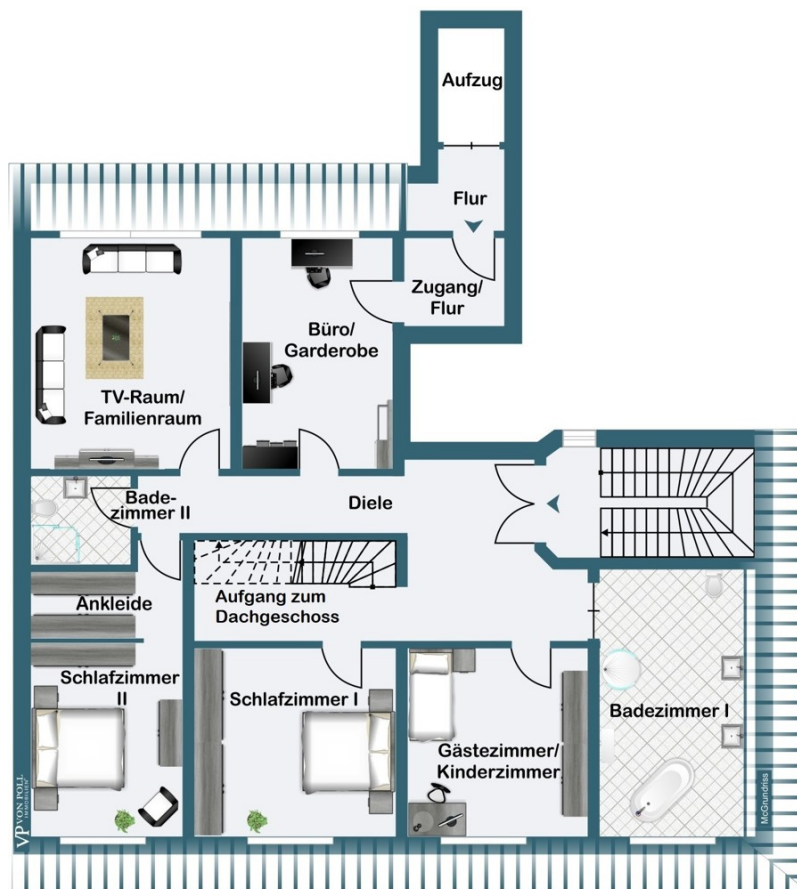 Aufzug
Flur
Zugang/
Flur
Büro/
Garderobe
TV-Raum/
Familienraum
Bade-
zimmer II
Diele
Ankleide
Aufgang zum
Dachgeschoss
Schlafzimmer
II
Schlafzimmer I
Gästezimmer/
Kinderzimmer
Badezimmer I
VP VON POLL
IMMOBILIEN
McGrundriss